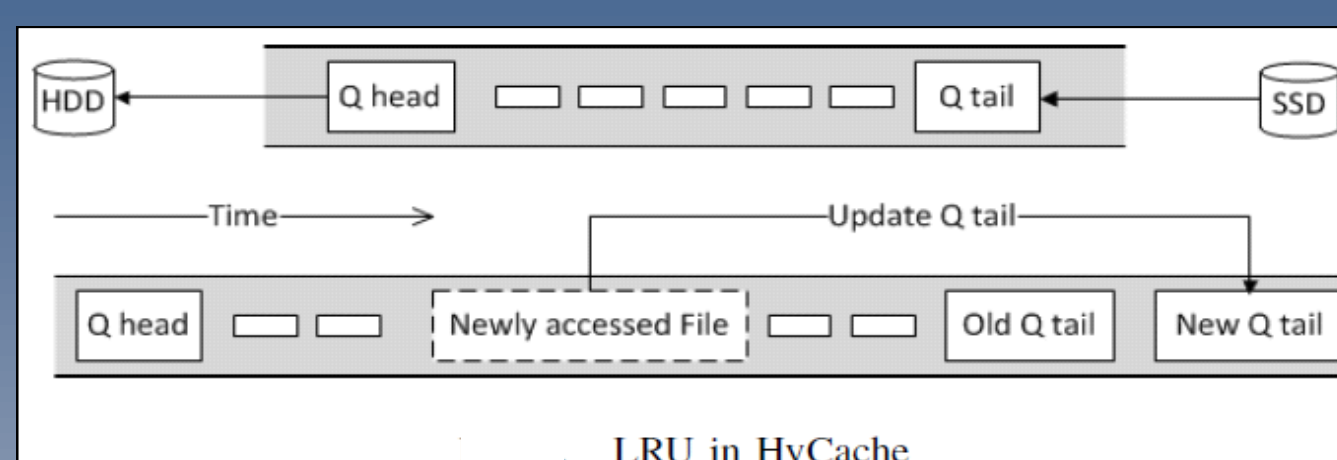 HDD Q head Q tail SSD
Time Update Q tail
Q head Newly accessed File Old Q tail New Q tail
LRU in HyCache